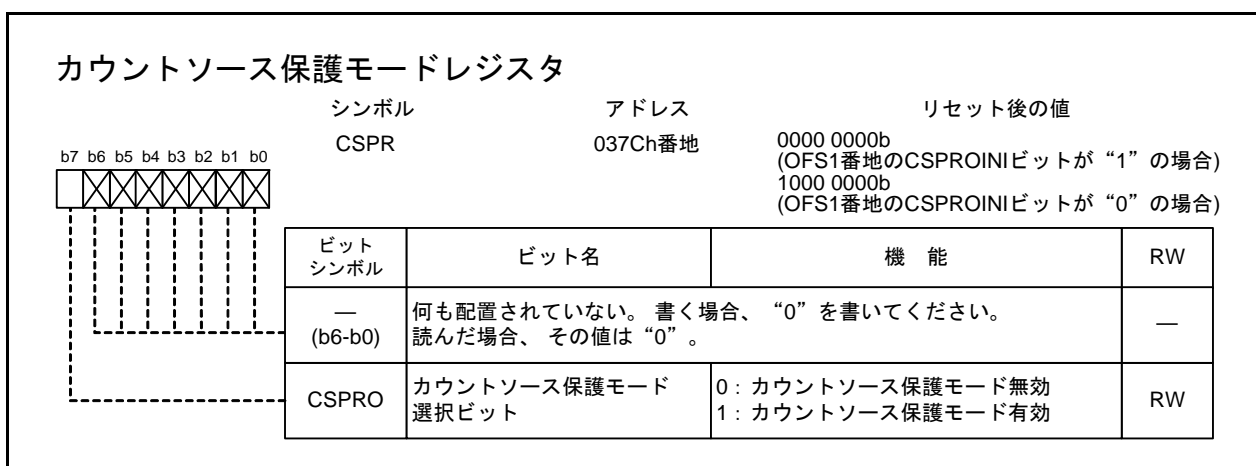 カウントソース保護モードレジスタ
シンボル アドレス リセット後の値
CSPR 037Ch番地 0000 0000b
(OFS1番地のCSPROINIビットが“1”の場合)
1000 0000b
(OFS1番地のCSPROINIビットが“0”の場合)
b7 b6 b5 b4 b3 b2 b1 b0
ビット
シンボル ビット名 機 能 RW
—
(b6-b0) 何も配置されていない。 書く場合、“0”を書いてください。
読んだ場合、 その値は“0”。 —
CSPRO カウントソース保護モード
選択ビット 0 : カウントソース保護モード無効
1 : カウントソース保護モード有効 RW